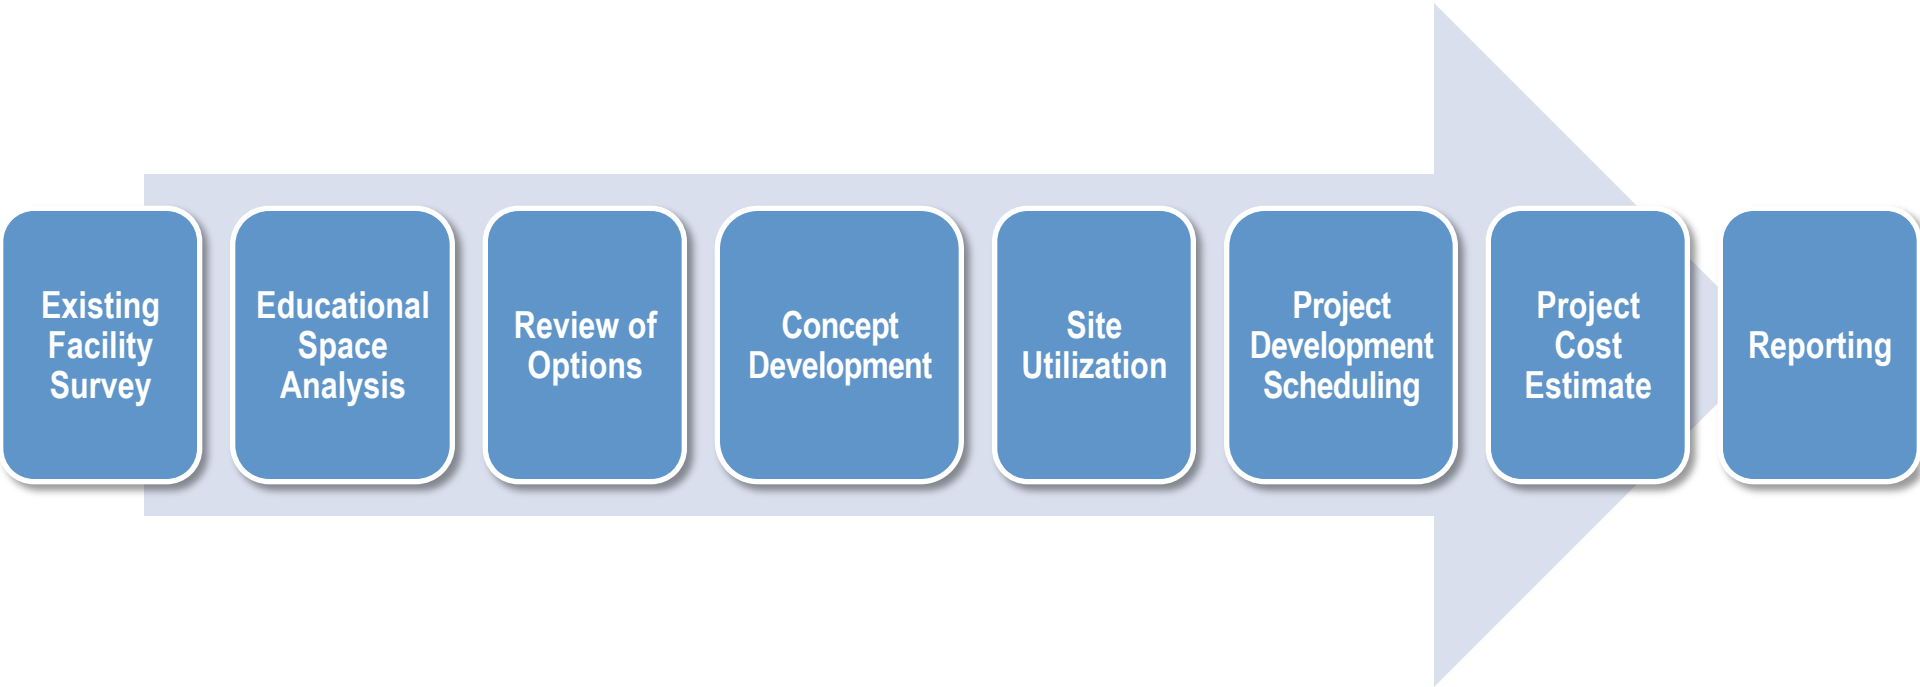 Existing
Facility
Survey
Educational
Space
Analysis
Review of
Options
Concept
Development
Site
Utilization
Project
Development
Scheduling
Project
Cost
Estimate
Reporting